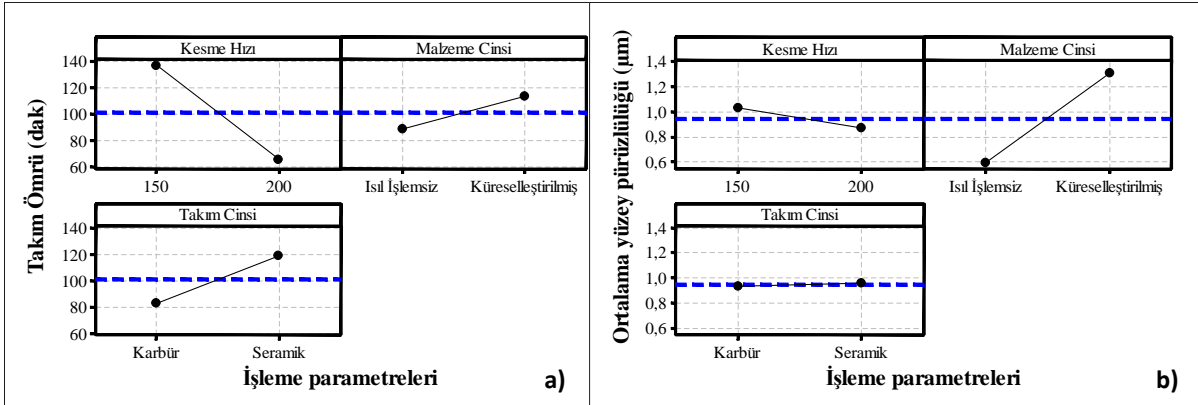 Takım Ömrü (dak)
Kesme Hızı
Malzeme Cinsi
140
120
100
80
60
150
200
Isıl İşlemsiz
Küreselleştirilmiş
Takım Cinsi
140
120
100
80
60
Karbür
Seramik
İşleme parametreleri
a)
Ortalama yüzey pürüzlülüğü (µm)
Kesme Hızı
Malzeme Cinsi
1,4
1,2
1,0
0,8
0,6
150
200
Isıl İşlemsiz
Küreselleştirilmiş
Takım Cinsi
1,4
1,2
1,0
0,8
0,6
Karbür
Seramik
İşleme parametreleri
b)